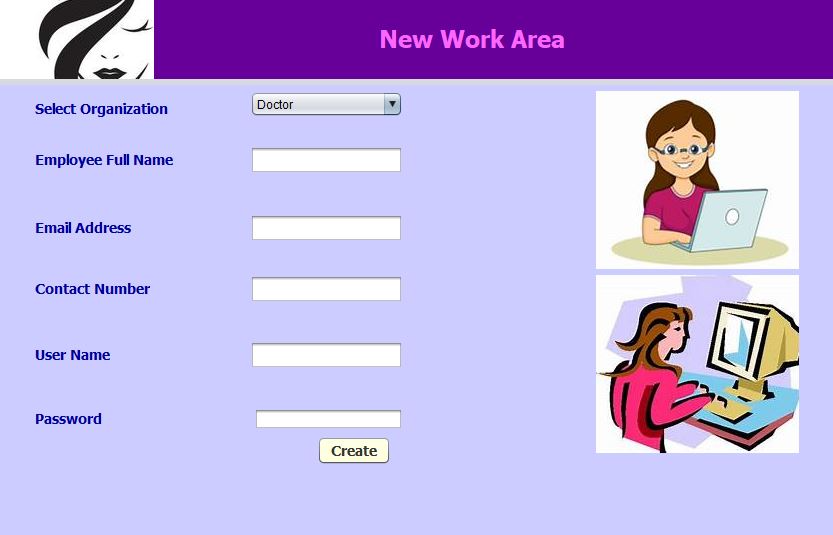 New Work Area
Select Organization
Doctor
Employee Full Name
Email Address
Contact Number
User Name
Password
Create